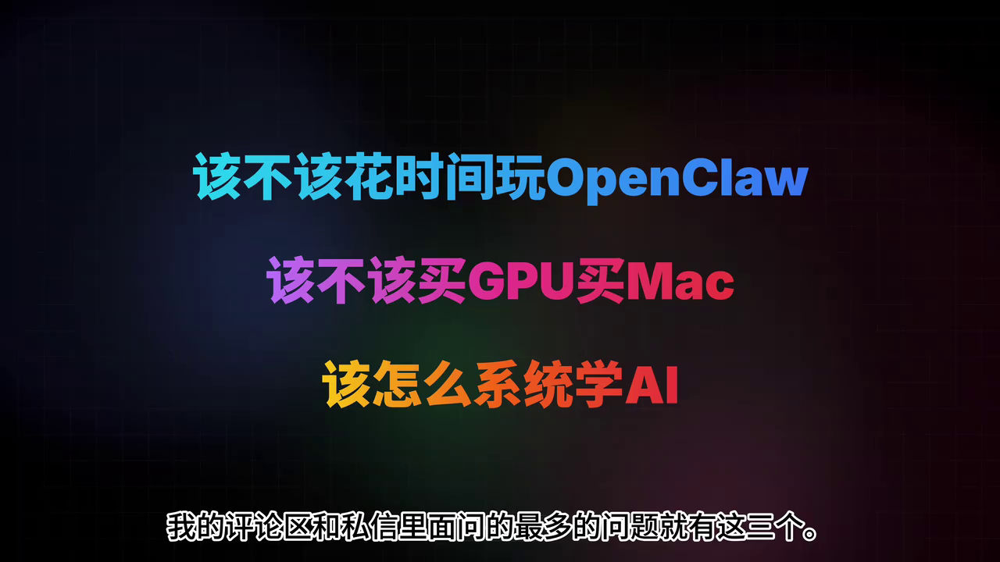 该不该花时间玩OpenClaw
该不该买GPU买Mac
该怎么系统学AI
我的评论区和私信里面问的最多的问题就有这三个。